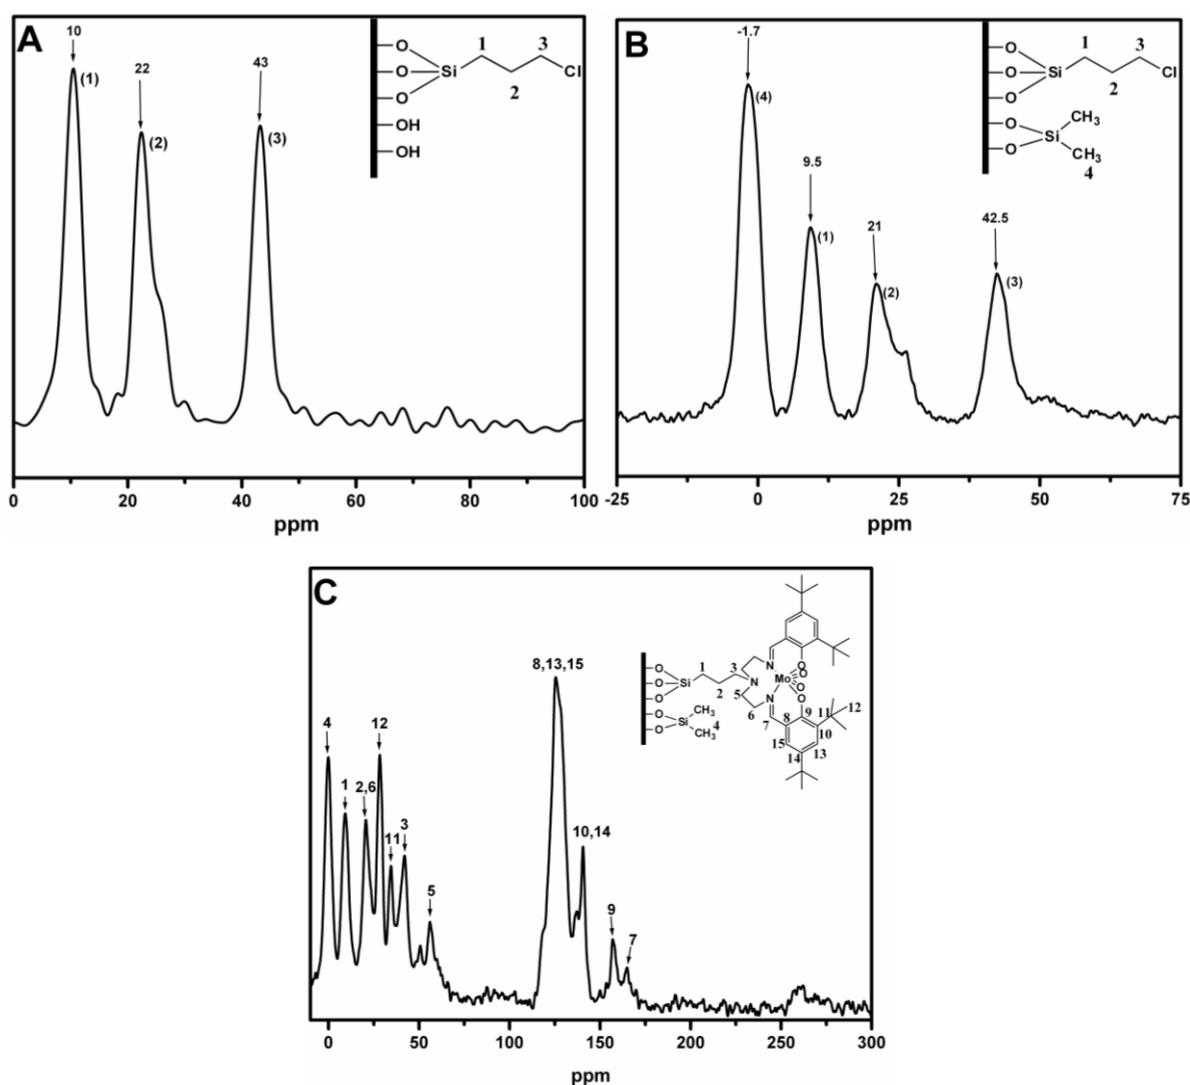 A
10
(1)
22
(2)
43
(3)
O
O
O
OH
OH
Si
1
2
3
Cl
0
20
40
60
80
100
ppm
B
-1.7
(4)
9.5
(1)
21
(2)
42.5
(3)
O
O
O
O
O
Si
1
2
3
Cl
Si
CH3
CH3
4
-25
0
25
50
75
ppm
C
4
1
2,6
12
11
3
5
8,13,15
10,14
9
7
O
O
O
O
O
Si
1
2
3
N
5
6
Si
CH3
CH3
4
N
N
Mo
O
O
O
O
7
8
9
10
11
12
13
14
15
0
50
100
150
200
250
300
ppm